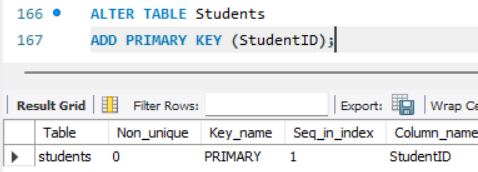 166 ALTER TABLE Students
167 ADD PRIMARY KEY (StudentID);
Result Grid Filter Rows: Export: Wrap Ce
Table Non_unique Key_name Seq_in_index Column_name
students 0 PRIMARY 1 StudentID